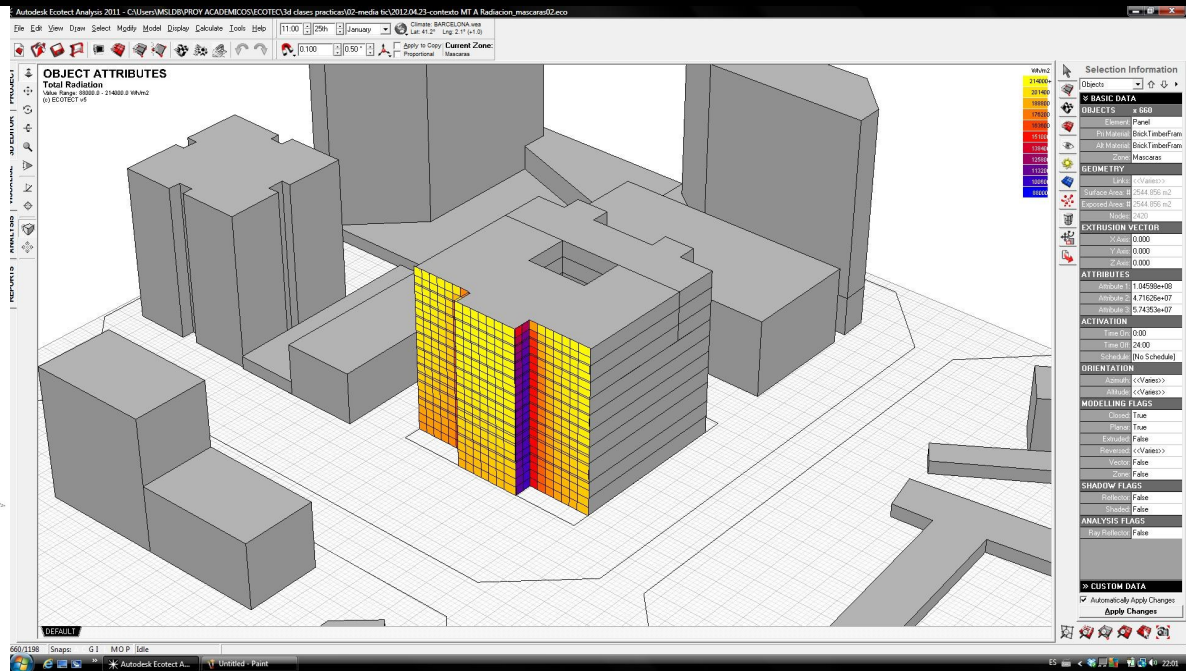 Autodesk Ecotect Analysis 2011 - C:\Users\MSLDB\PROY ACADEMICOS\ECOTEC\3d clases practicas\02-media tic\2012.04.23-contexto MT A Radiacion_mascaras02.eco
File Edit View Draw Select Modify Model Display Calculate Tools Help
11:00 25th January
Climate: BARCELONA.wea
Lat: 41.2° Lng: 2.1° (+1.0)
0.100 0.50 °
Apply to Copy
Proportional
Current Zone:
Mascaras
PROJECT
3D EDITOR
ANALYSIS
REPORTS
OBJECT ATTRIBUTES
Total Radiation
Value Range: 88000.0 - 214000.0 Wh/m2
(c) ECOTECT v5
Wh/m2
214000+
201400
188800
176200
163600
151000
138400
125800
113200
100600
88000
Selection Information
Objects
BASIC DATA
OBJECTS x 660
Element: Panel
Pri Material: BrickTimberFram
Alt Material: BrickTimberFram
Zone: Mascaras
GEOMETRY
Links: <<Varies>>
Surface Area: # 2544.856 m2
Exposed Area: # 2544.856 m2
Nodes: 2420
EXTRUSION VECTOR
X Axis: 0.000
Y Axis: 0.000
Z Axis: 0.000
ATTRIBUTES
Attribute 1: 1.04598e+08
Attribute 2: 4.71626e+07
Attribute 3: 5.74353e+07
ACTIVATION
Time On: 0:00
Time Off: 24:00
Schedule: [No Schedule]
ORIENTATION
Azimuth: <<Varies>>
Altitude: <<Varies>>
MODELLING FLAGS
Closed: True
Planar: True
Extruded: False
Reversed: <<Varies>>
Vector: False
Zone: False
SHADOW FLAGS
Reflector: False
Shaded: False
ANALYSIS FLAGS
Ray Reflector: False
CUSTOM DATA
Automatically Apply Changes
Apply Changes
DEFAULT
660/1198 Snaps: G I M O P Idle
Autodesk Ecotect A... Untitled - Paint
ES 22:01